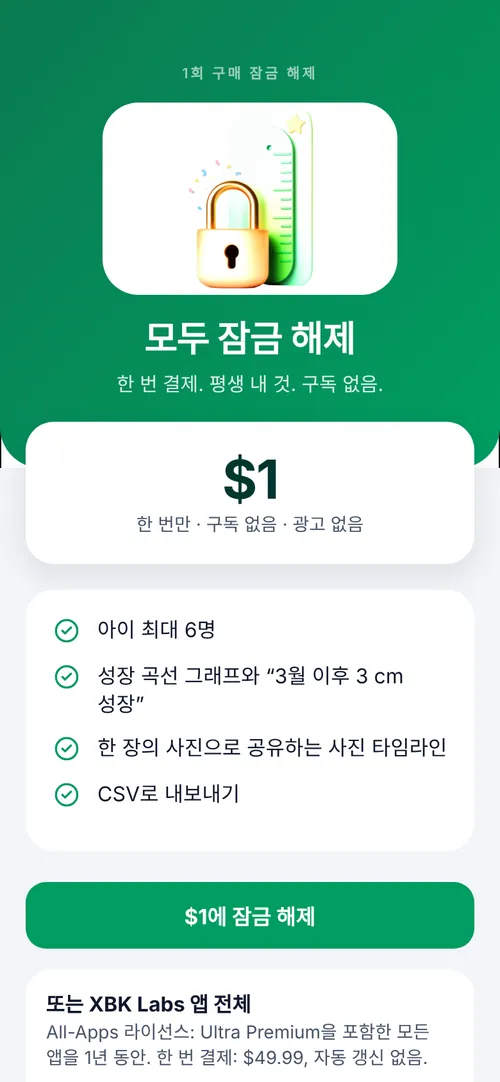 1회 구매 잠금 해제
모두 잠금 해제
한 번 결제. 평생 내 것. 구독 없음.
$1
한 번만 · 구독 없음 · 광고 없음
아이 최대 6명
성장 곡선 그래프와 “3월 이후 3 cm
성장”
한 장의 사진으로 공유하는 사진 타임라인
CSV로 내보내기
$1에 잠금 해제
또는 XBK Labs 앱 전체
All-Apps 라이선스: Ultra Premium을 포함한 모든
앱을 1년 동안. 한 번 결제: $49.99, 자동 갱신 없음.